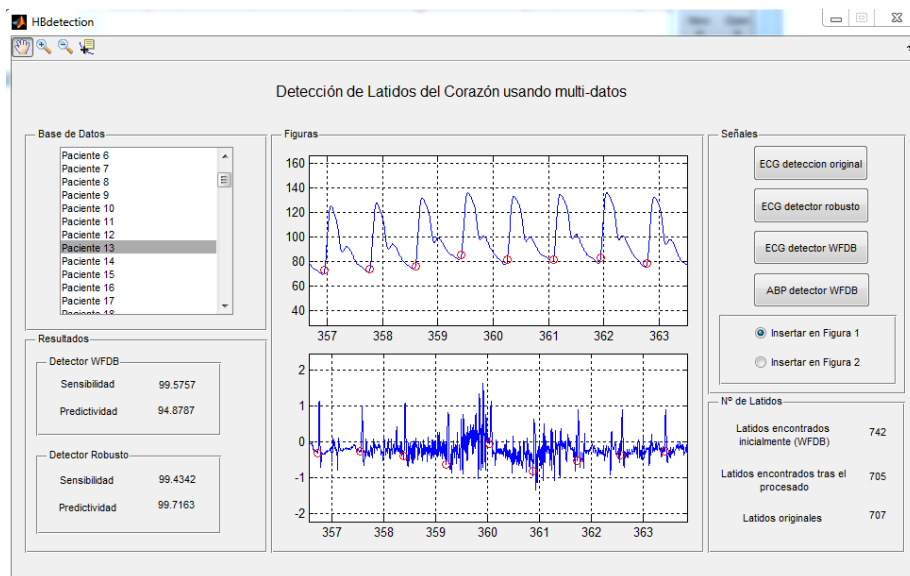 HBdetection
Detección de Latidos del Corazón usando multi-datos
Base de Datos
Paciente 6
Paciente 7
Paciente 8
Paciente 9
Paciente 10
Paciente 11
Paciente 12
Paciente 13
Paciente 14
Paciente 15
Paciente 16
Paciente 17
Paciente 18
Resultados
Detector WFDB
Sensibilidad 99.5757
Predictividad 94.8787
Detector Robusto
Sensibilidad 99.4342
Predictividad 99.7163
Figuras
160
140
120
100
80
60
40
357 358 359 360 361 362 363
2
1
0
-1
-2
357 358 359 360 361 362 363
Señales
ECG deteccion original
ECG detector robusto
ECG detector WFDB
ABP detector WFDB
Insertar en Figura 1
Insertar en Figura 2
Nº de Latidos
Latidos encontrados
inicialmente (WFDB) 742
Latidos encontrados tras el
procesado 705
Latidos originales 707